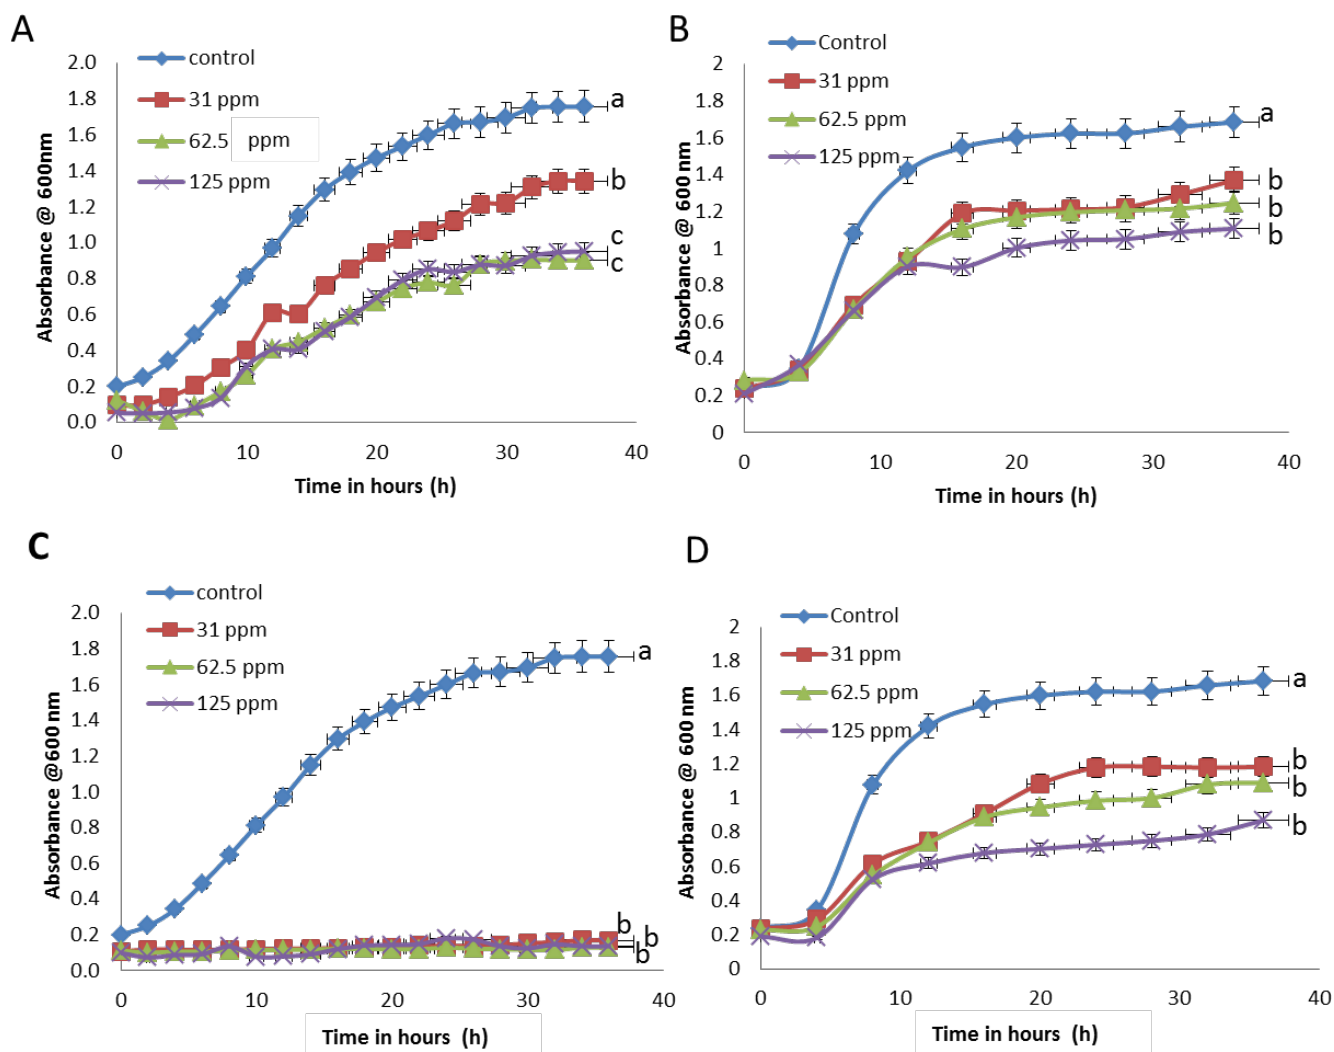 A
control
31 ppm
62.5 ppm
125 ppm
2.0
1.8
1.6
1.4
1.2
1.0
0.8
0.6
0.4
0.2
0.0
Absorbance @ 600nm
a
b
c
c
0 10 20 30 40
Time in hours (h)
B
Control
31 ppm
62.5 ppm
125 ppm
2
1.8
1.6
1.4
1.2
1
0.8
0.6
0.4
0.2
0
Absorbance @ 600 nm
a
b
b
b
0 10 20 30 40
Time in hours (h)
C
control
31 ppm
62.5 ppm
125 ppm
2.0
1.8
1.6
1.4
1.2
1.0
0.8
0.6
0.4
0.2
0.0
Absorbance @600 nm
a
b
b
b
0 10 20 30 40
Time in hours (h)
D
Control
31 ppm
62.5 ppm
125 ppm
2
1.8
1.6
1.4
1.2
1
0.8
0.6
0.4
0.2
0
Absorbance @ 600 nm
a
b
b
b
0 10 20 30 40
Time in hours (h)